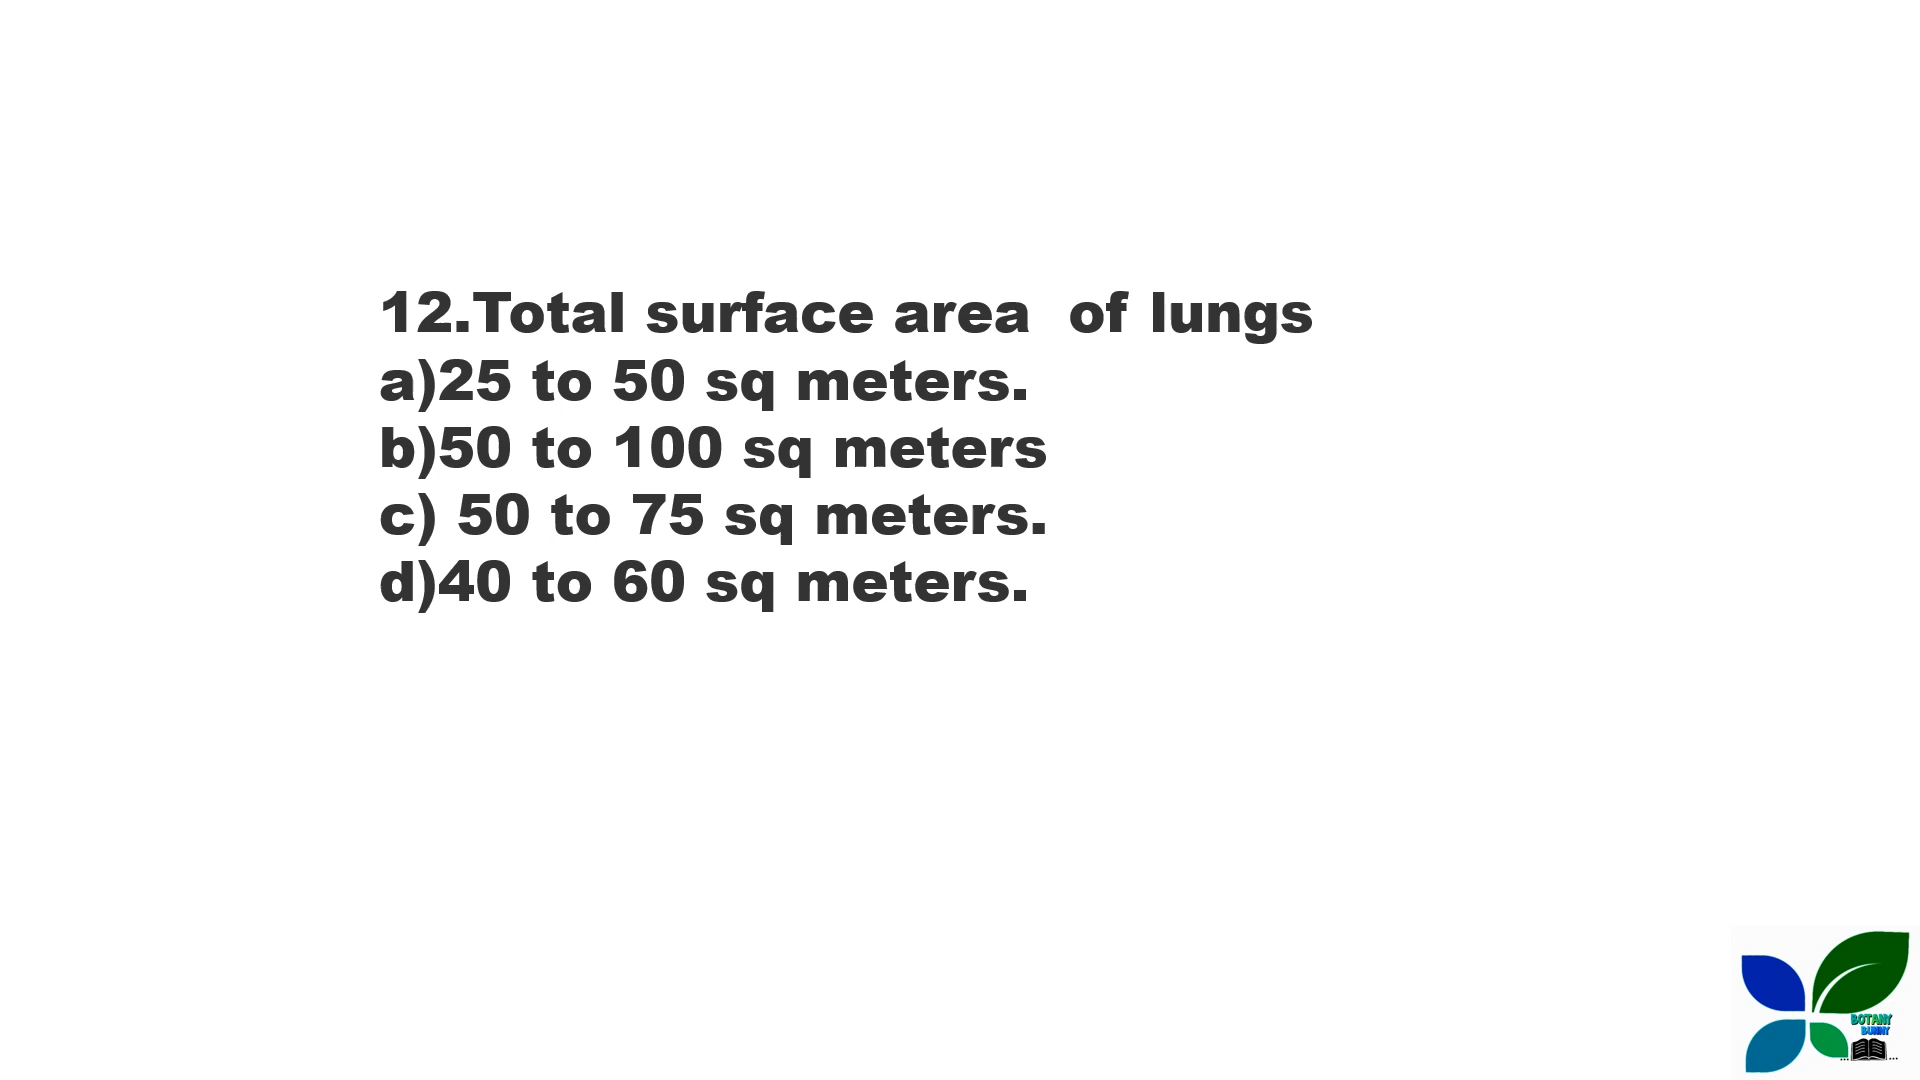 12.Total surface area  of lungs
a)25 to 50 sq meters.
b)50 to 100 sq meters
c) 50 to 75 sq meters.
d)40 to 60 sq meters.
BOTANY
BUNNY